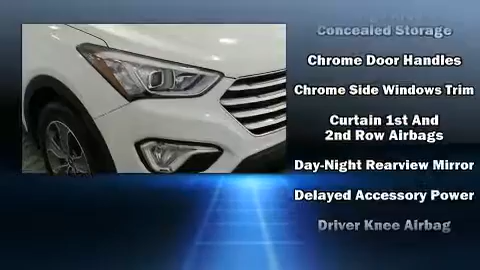 Concealed Storage
Chrome Door Handles
Chrome Side Windows Trim
Curtain 1st And
2nd Row Airbags
Day-Night Rearview Mirror
Delayed Accessory Power
Driver Knee Airbag